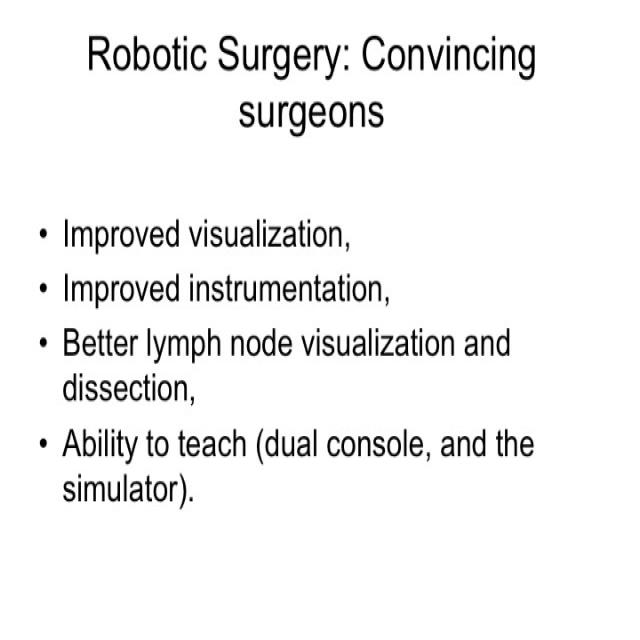 Robotic Surgery: Convincing
surgeons
• Improved visualization,
• Improved instrumentation,
• Better lymph node visualization and
dissection,
• Ability to teach (dual console, and the
simulator).